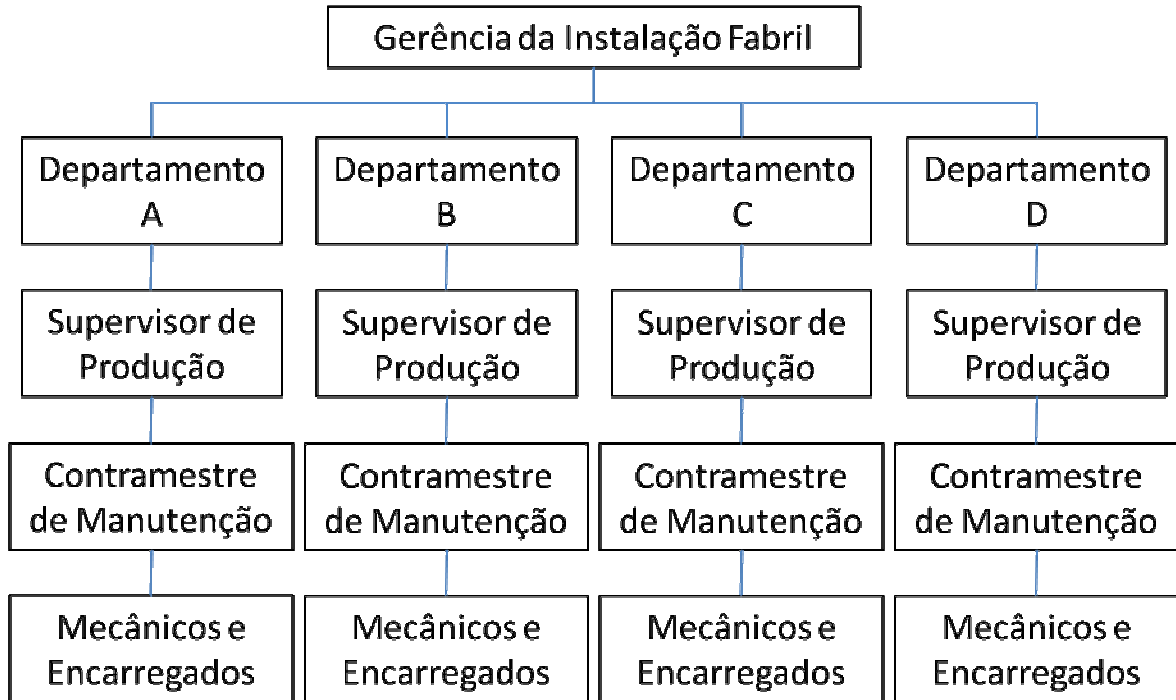 Gerência da Instalação Fabril
Departamento
A
Departamento
B
Departamento
C
Departamento
D
Supervisor de
Produção
Supervisor de
Produção
Supervisor de
Produção
Supervisor de
Produção
Contramestre
de Manutenção
Contramestre
de Manutenção
Contramestre
de Manutenção
Contramestre
de Manutenção
Mecânicos e
Encarregados
Mecânicos e
Encarregados
Mecânicos e
Encarregados
Mecânicos e
Encarregados